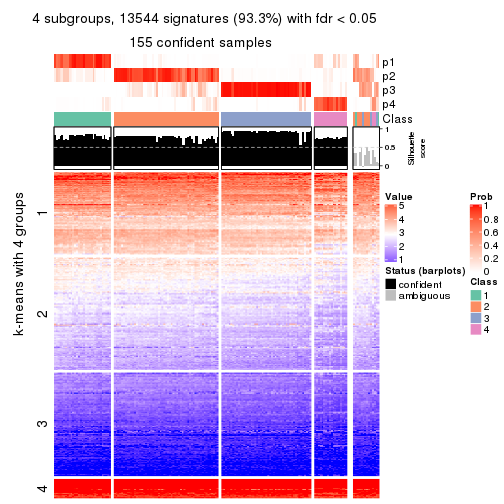 4 subgroups, 13544 signatures (93.3%) with fdr < 0.05
155 confident samples
p1
p2
p3
p4
Class
1
0.5
0
Silhouette
score
k-means with 4 groups
1
2
3
4
Value
5
4
3
2
1
Status (barplots)
confident
ambiguous
Prob
1
0.8
0.6
0.4
0.2
0
Class
1
2
3
4